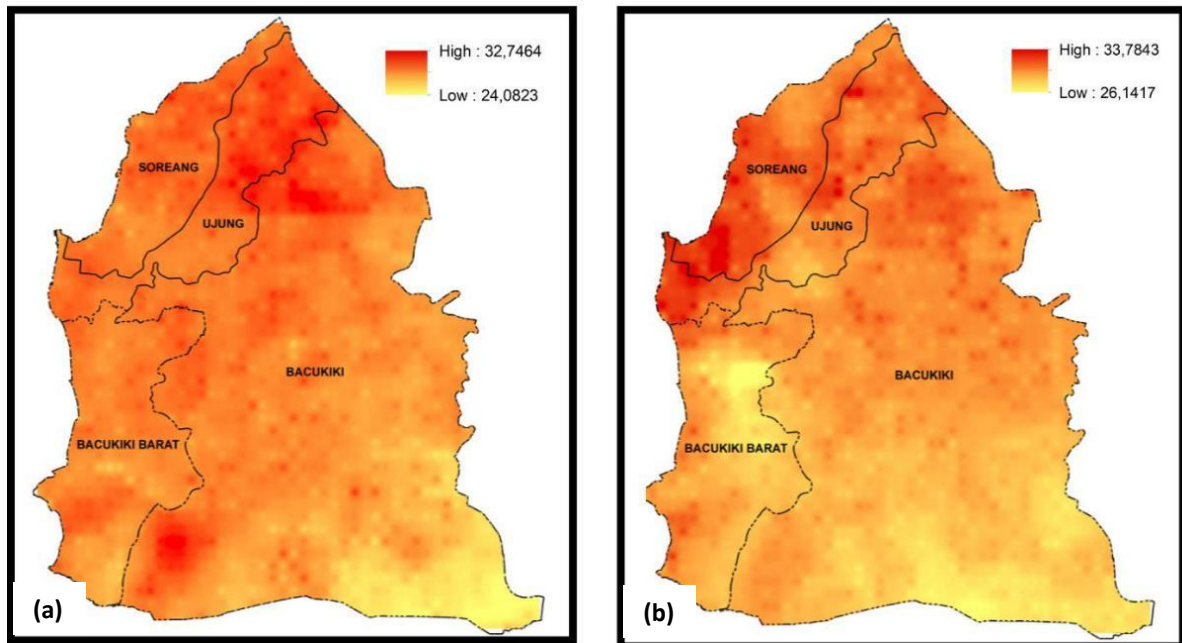 High : 32,7464
Low : 24,0823
SOREANG
UJUNG
BACUKIKI
BACUKIKI BARAT
(a)
High : 33,7843
Low : 26,1417
SOREANG
UJUNG
BACUKIKI
BACUKIKI BARAT
(b)